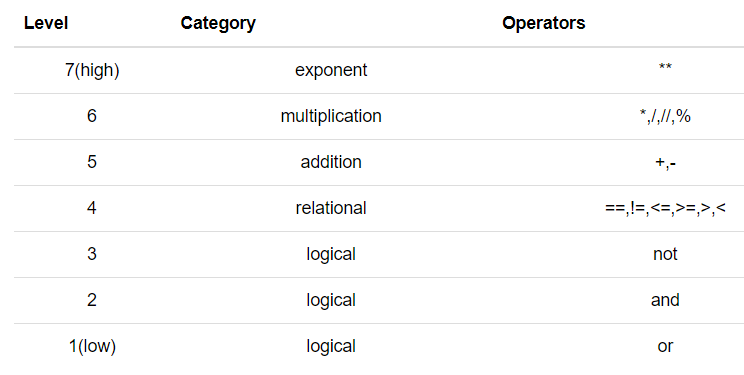 Level Category Operators
7(high) exponent **
6 multiplication *,/,//,%
5 addition +,-
4 relational ==,!=,<=,>=,>,<
3 logical not
2 logical and
1(low) logical or